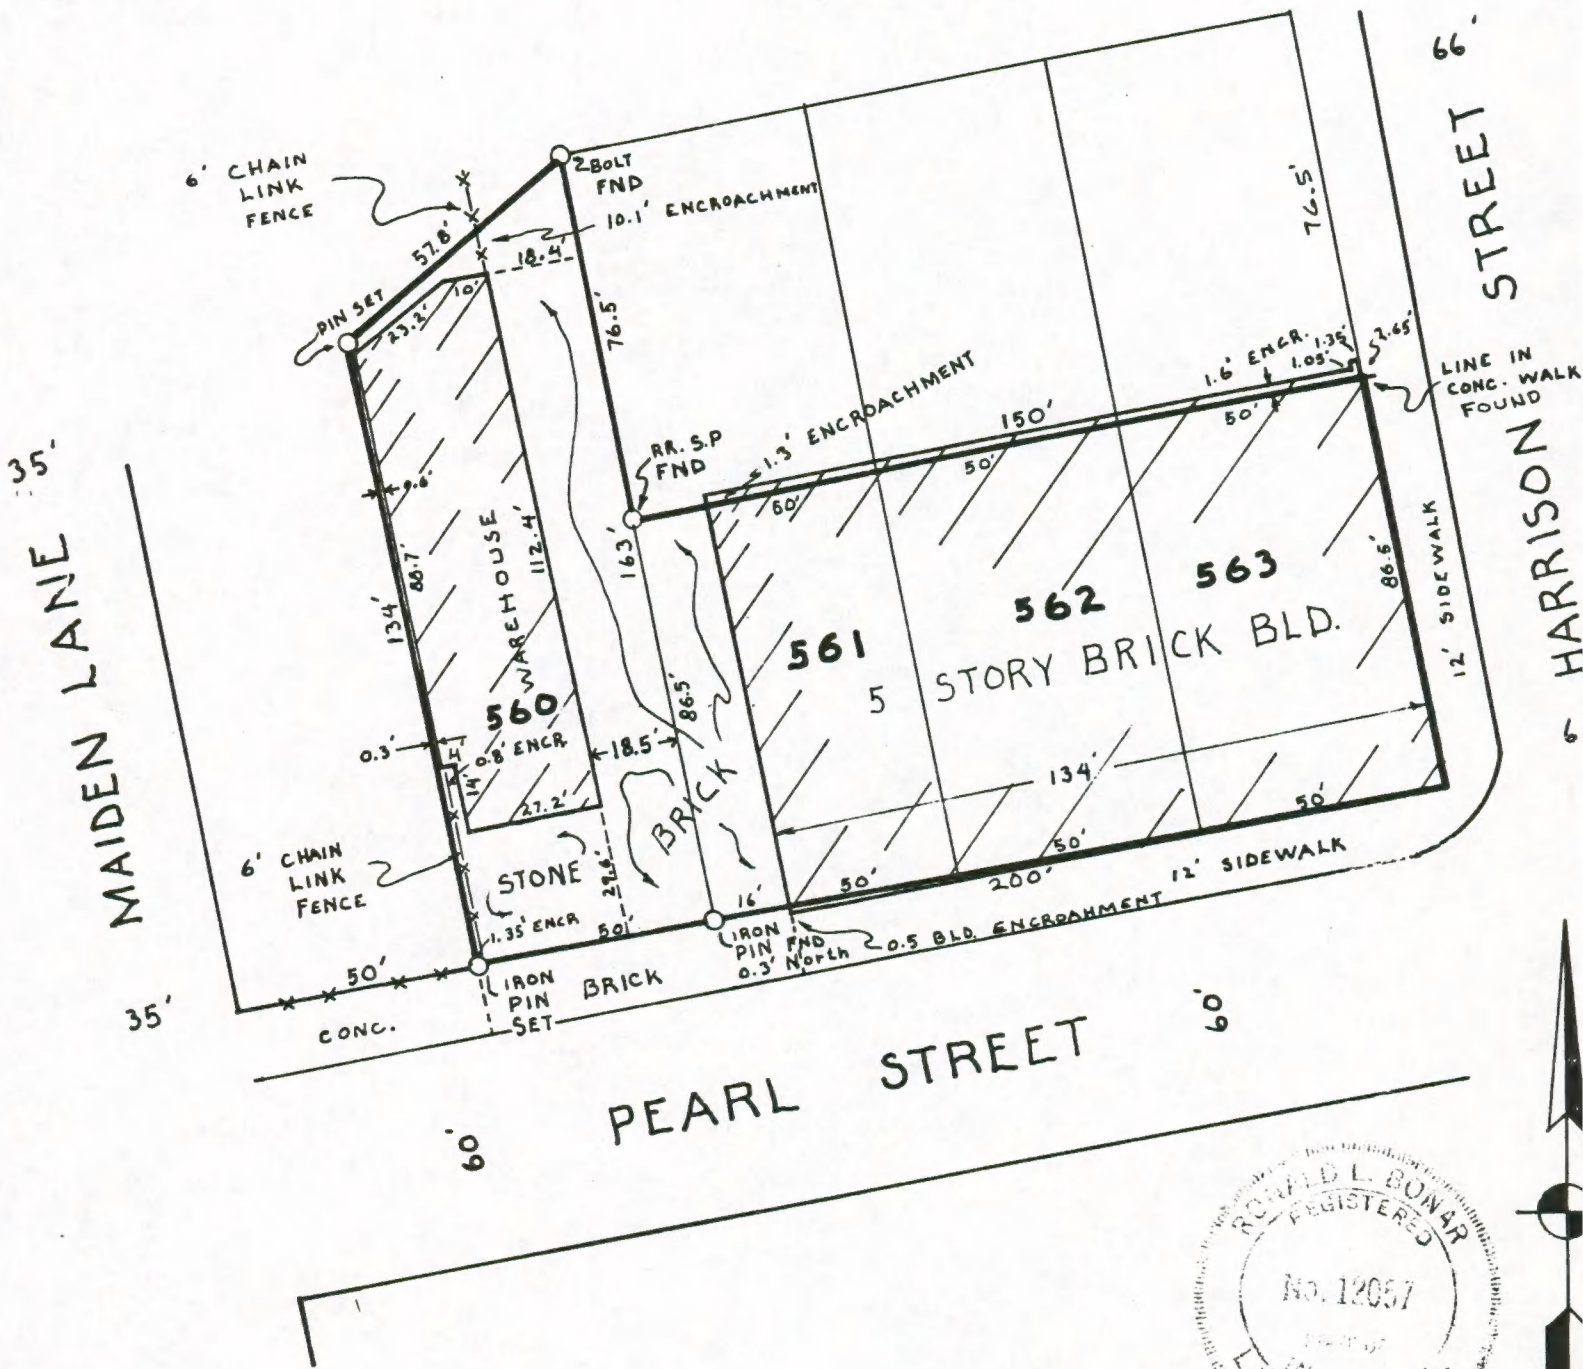 66'
STREET
6' CHAIN
LINK
FENCE
BOLT
FND
10.1' ENCROACHMENT
57.8'
18.4'
10'
PIN SET
23.2'
76.5'
76.5'
1.6' ENCR.
1.35'
1.05'
2.65'
LINE IN
CONC. WALK
FOUND
1.3' ENCROACHMENT
150'
50'
50'
50'
RR. S.P
FND
35'
MAIDEN LANE
WAREHOUSE
112.4'
88.7'
134'
163'
86.5'
86.5'
12' SIDEWALK
HARRISON
6
561
562
563
5 STORY BRICK BLD.
560
0.3'
4'
0.8' ENCR
14'
18.5'
27.2'
134'
50'
BRICK
6' CHAIN
LINK
FENCE
STONE
1.35' ENCR
50'
16'
50'
50'
200'
12' SIDEWALK
IRON
PIN FND
0.3' North
0.5 BLD. ENCROAHMENT
50'
IRON
PIN
SET
BRICK
CONC.
35'
60'
PEARL STREET
60'
RONALD L. BONAR
REGISTERED
No. 12057